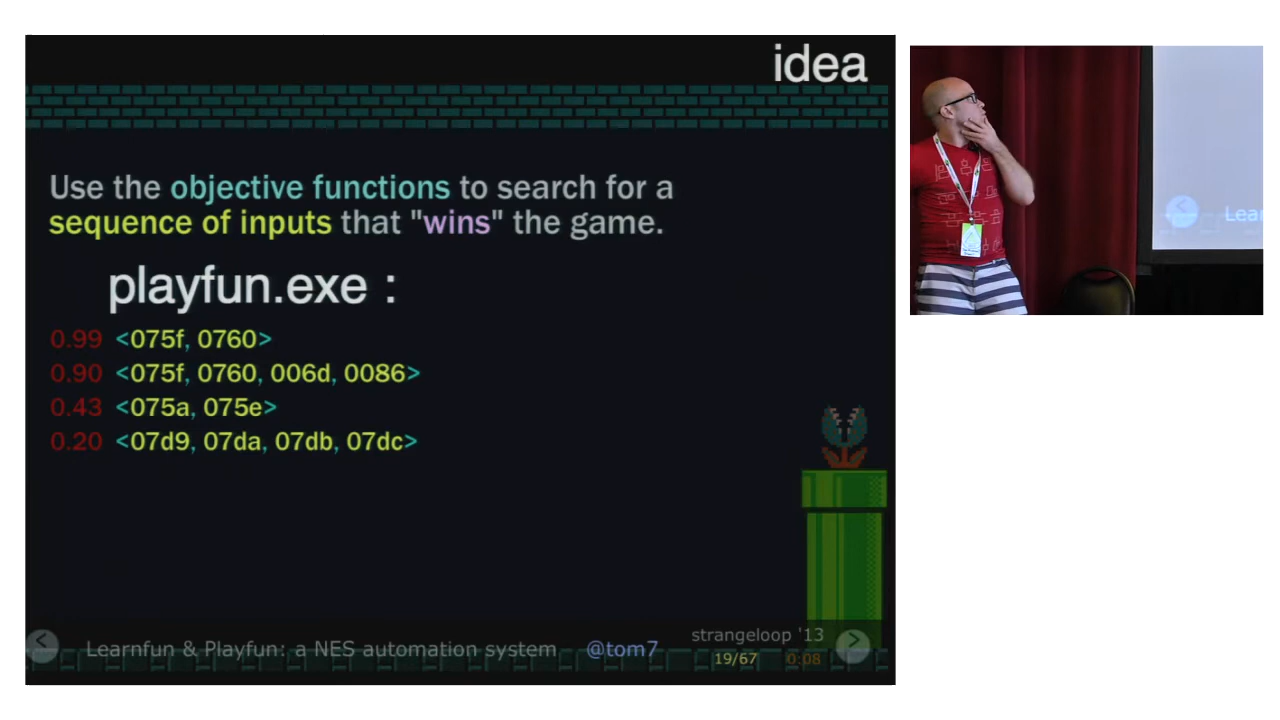 idea
Use the objective functions to search for a
sequence of inputs that "wins" the game.
playfun.exe :
0.99 <075f, 0760>
0.90 <075f, 0760, 006d, 0086>
0.43 <075a, 075e>
0.20 <07d9, 07da, 07db, 07dc>
< Learnfun & Playfun: a NES automation system @tom7 strangeloop '13 >
19/67 0:08
< Lear